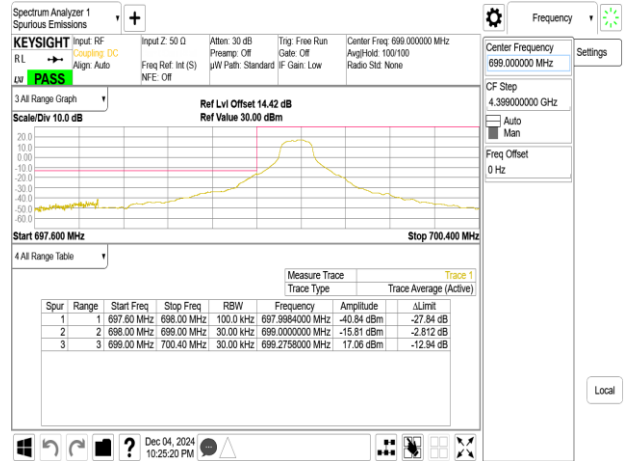 Spectrum Analyzer 1
Spurious Emissions
Frequency
KEYSIGHT
RL
LXI
PASS
Input: RF
Coupling: DC
Align: Auto
Input Z: 50 Ω
Freq Ref: Int (S)
NFE: Off
Atten: 30 dB
Preamp: Off
µW Path: Standard
Trig: Free Run
Gate: Off
IF Gain: Low
Center Freq: 699.000000 MHz
Avg|Hold: 100/100
Radio Std: None
Center Frequency
699.000000 MHz
Settings
CF Step
4.399000000 GHz
Auto
Man
Freq Offset
0 Hz
3 All Range Graph
Scale/Div 10.0 dB
Ref Lvl Offset 14.42 dB
Ref Value 30.00 dBm
20.0
10.0
0.00
-10.0
-20.0
-30.0
-40.0
-50.0
-60.0
Start 697.600 MHz
Stop 700.400 MHz
4 All Range Table
Measure Trace Trace 1
Trace Type Trace Average (Active)
Spur Range Start Freq Stop Freq RBW Frequency Amplitude ΔLimit
1 1 697.60 MHz 698.00 MHz 100.0 kHz 697.9984000 MHz -40.84 dBm -27.84 dB
2 2 698.00 MHz 699.00 MHz 30.00 kHz 699.0000000 MHz -15.81 dBm -2.812 dB
3 3 699.00 MHz 700.40 MHz 30.00 kHz 699.2758000 MHz 17.06 dBm -12.94 dB
Local
?
Dec 04, 2024
10:25:20 PM